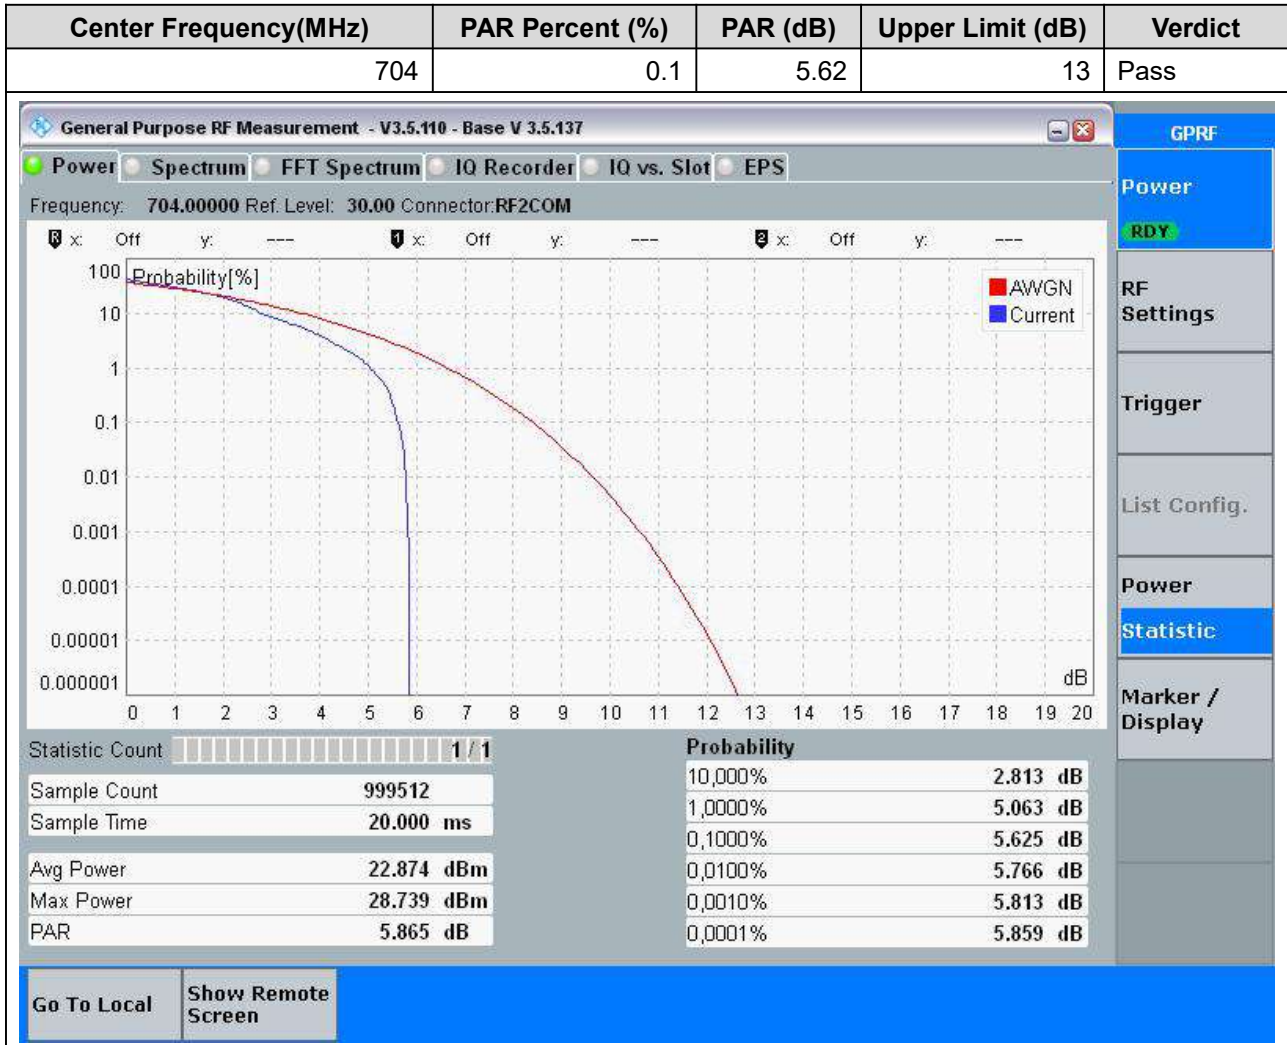 Center Frequency(MHz) PAR Percent (%) PAR (dB) Upper Limit (dB) Verdict
704 0.1 5.62 13 Pass
General Purpose RF Measurement - V3.5.110 - Base V 3.5.137
GPRF
Power Spectrum FFT Spectrum IQ Recorder IQ vs. Slot EPS
Power
RDY
Frequency: 704.00000 Ref. Level: 30.00 Connector:RF2COM
R x: Off y: --- 1 x: Off y: --- 2 x: Off y: ---
Probability[%]
AWGN
Current
100
10
1
0.1
0.01
0.001
0.0001
0.00001
0.000001
dB
0 1 2 3 4 5 6 7 8 9 10 11 12 13 14 15 16 17 18 19 20
RF
Settings
Trigger
List Config.
Power
Statistic
Marker /
Display
Statistic Count 1 / 1
Sample Count 999512
Sample Time 20.000 ms
Avg Power 22.874 dBm
Max Power 28.739 dBm
PAR 5.865 dB
Probability
10,000% 2.813 dB
1,0000% 5.063 dB
0,1000% 5.625 dB
0,0100% 5.766 dB
0,0010% 5.813 dB
0,0001% 5.859 dB
Go To Local
Show Remote
Screen